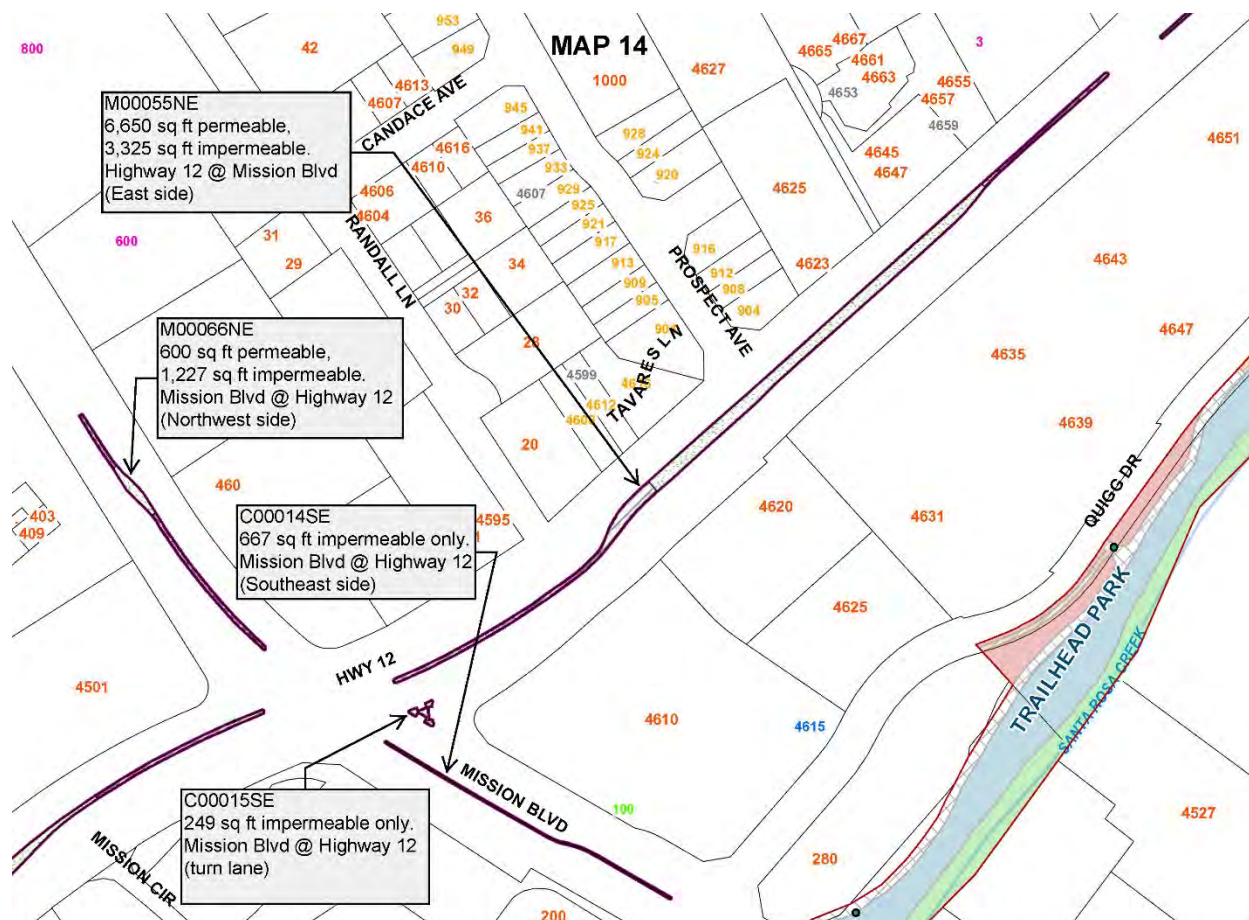 MAP 14
953
949
800
42
4613
4607
CANDACE AVE
1000
4627
4667
4665
4661
4663
4653
3
4655
4657
4659
4651
M00055NE
6,650 sq ft permeable,
3,325 sq ft impermeable.
Highway 12 @ Mission Blvd
(East side)
945
941
937
933
929
925
921
917
913
909
905
928
924
920
4645
4647
4625
4616
4610
4606
4604
4607
36
34
32
30
31
29
600
RANDALL LN
916
912
908
904
4623
PROSPECT AVE
4643
4647
4635
4639
M00066NE
600 sq ft permeable,
1,227 sq ft impermeable.
Mission Blvd @ Highway 12
(Northwest side)
4599
4612
TAVARES LN
20
460
403
409
4595
C00014SE
667 sq ft impermeable only.
Mission Blvd @ Highway 12
(Southeast side)
4620
4631
4625
QUIGG DR
TRAILHEAD PARK
SANTA ROSA CREEK
HWY 12
4501
4610
4615
MISSION BLVD
100
C00015SE
249 sq ft impermeable only.
Mission Blvd @ Highway 12
(turn lane)
MISSION CIR
200
280
4527